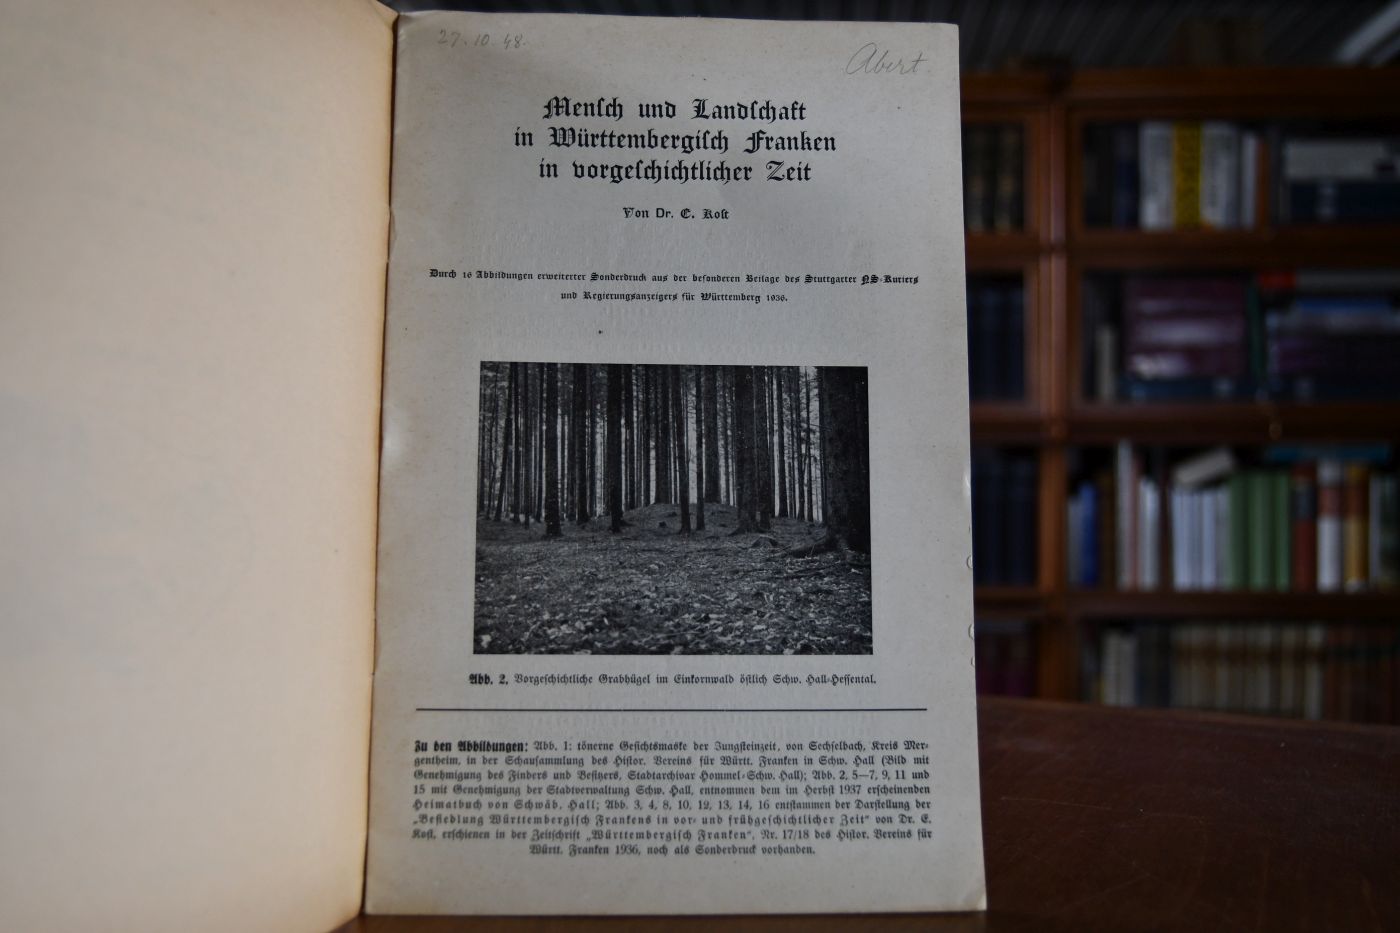 27. 10. 48.
Abert.
Menſch und Landſchaft
in Württembergiſch Franken
in vorgeſchichtlicher Zeit
Von Dr. E. Koſt
Durch 16 Abbildungen erweiterter Sonderdruck aus der beſonderen Beilage des Stuttgarter NS-Kuriers
und Regierungsanzeigers für Württemberg 1936.
Abb. 2. Vorgeſchichtliche Grabhügel im Einkornwald öſtlich Schw. Hall-Heſſental.
Zu den Abbildungen: Abb. 1: tönerne Geſichtsmaske der Jungſteinzeit, von Sechſelbach, Kreis Mer-
gentheim, in der Schauſammlung des Hiſtor. Vereins für Württ. Franken in Schw. Hall (Bild mit
Genehmigung des Finders und Beſitzers, Stadtarchivar Hommel-Schw. Hall); Abb. 2, 5—7, 9, 11 und
15 mit Genehmigung der Stadtverwaltung Schw. Hall, entnommen dem im Herbſt 1937 erſcheinenden
Heimatbuch von Schwäb. Hall; Abb. 3, 4, 8, 10, 12, 13, 14, 16 entſtammen der Darſtellung der
„Beſiedlung Württembergiſch Frankens in vor- und frühgeſchichtlicher Zeit" von Dr. E.
Koſt, erſchienen in der Zeitſchrift „Württembergiſch Franken", Nr. 17/18 des Hiſtor. Vereins für
Württ. Franken 1936, noch als Sonderdruck vorhanden.